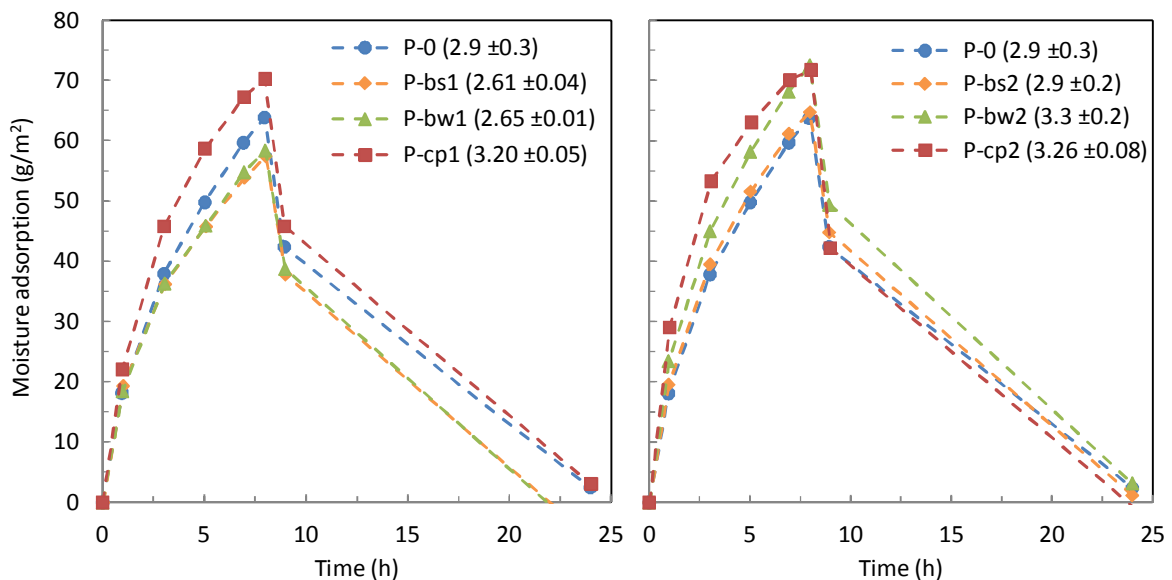 Moisture adsorption (g/m²)
80
70
60
50
40
30
20
10
0
P-0 (2.9 ±0.3)
P-bs1 (2.61 ±0.04)
P-bw1 (2.65 ±0.01)
P-cp1 (3.20 ±0.05)
0 5 10 15 20 25
Time (h)
P-0 (2.9 ±0.3)
P-bs2 (2.9 ±0.2)
P-bw2 (3.3 ±0.2)
P-cp2 (3.26 ±0.08)
0 5 10 15 20 25
Time (h)